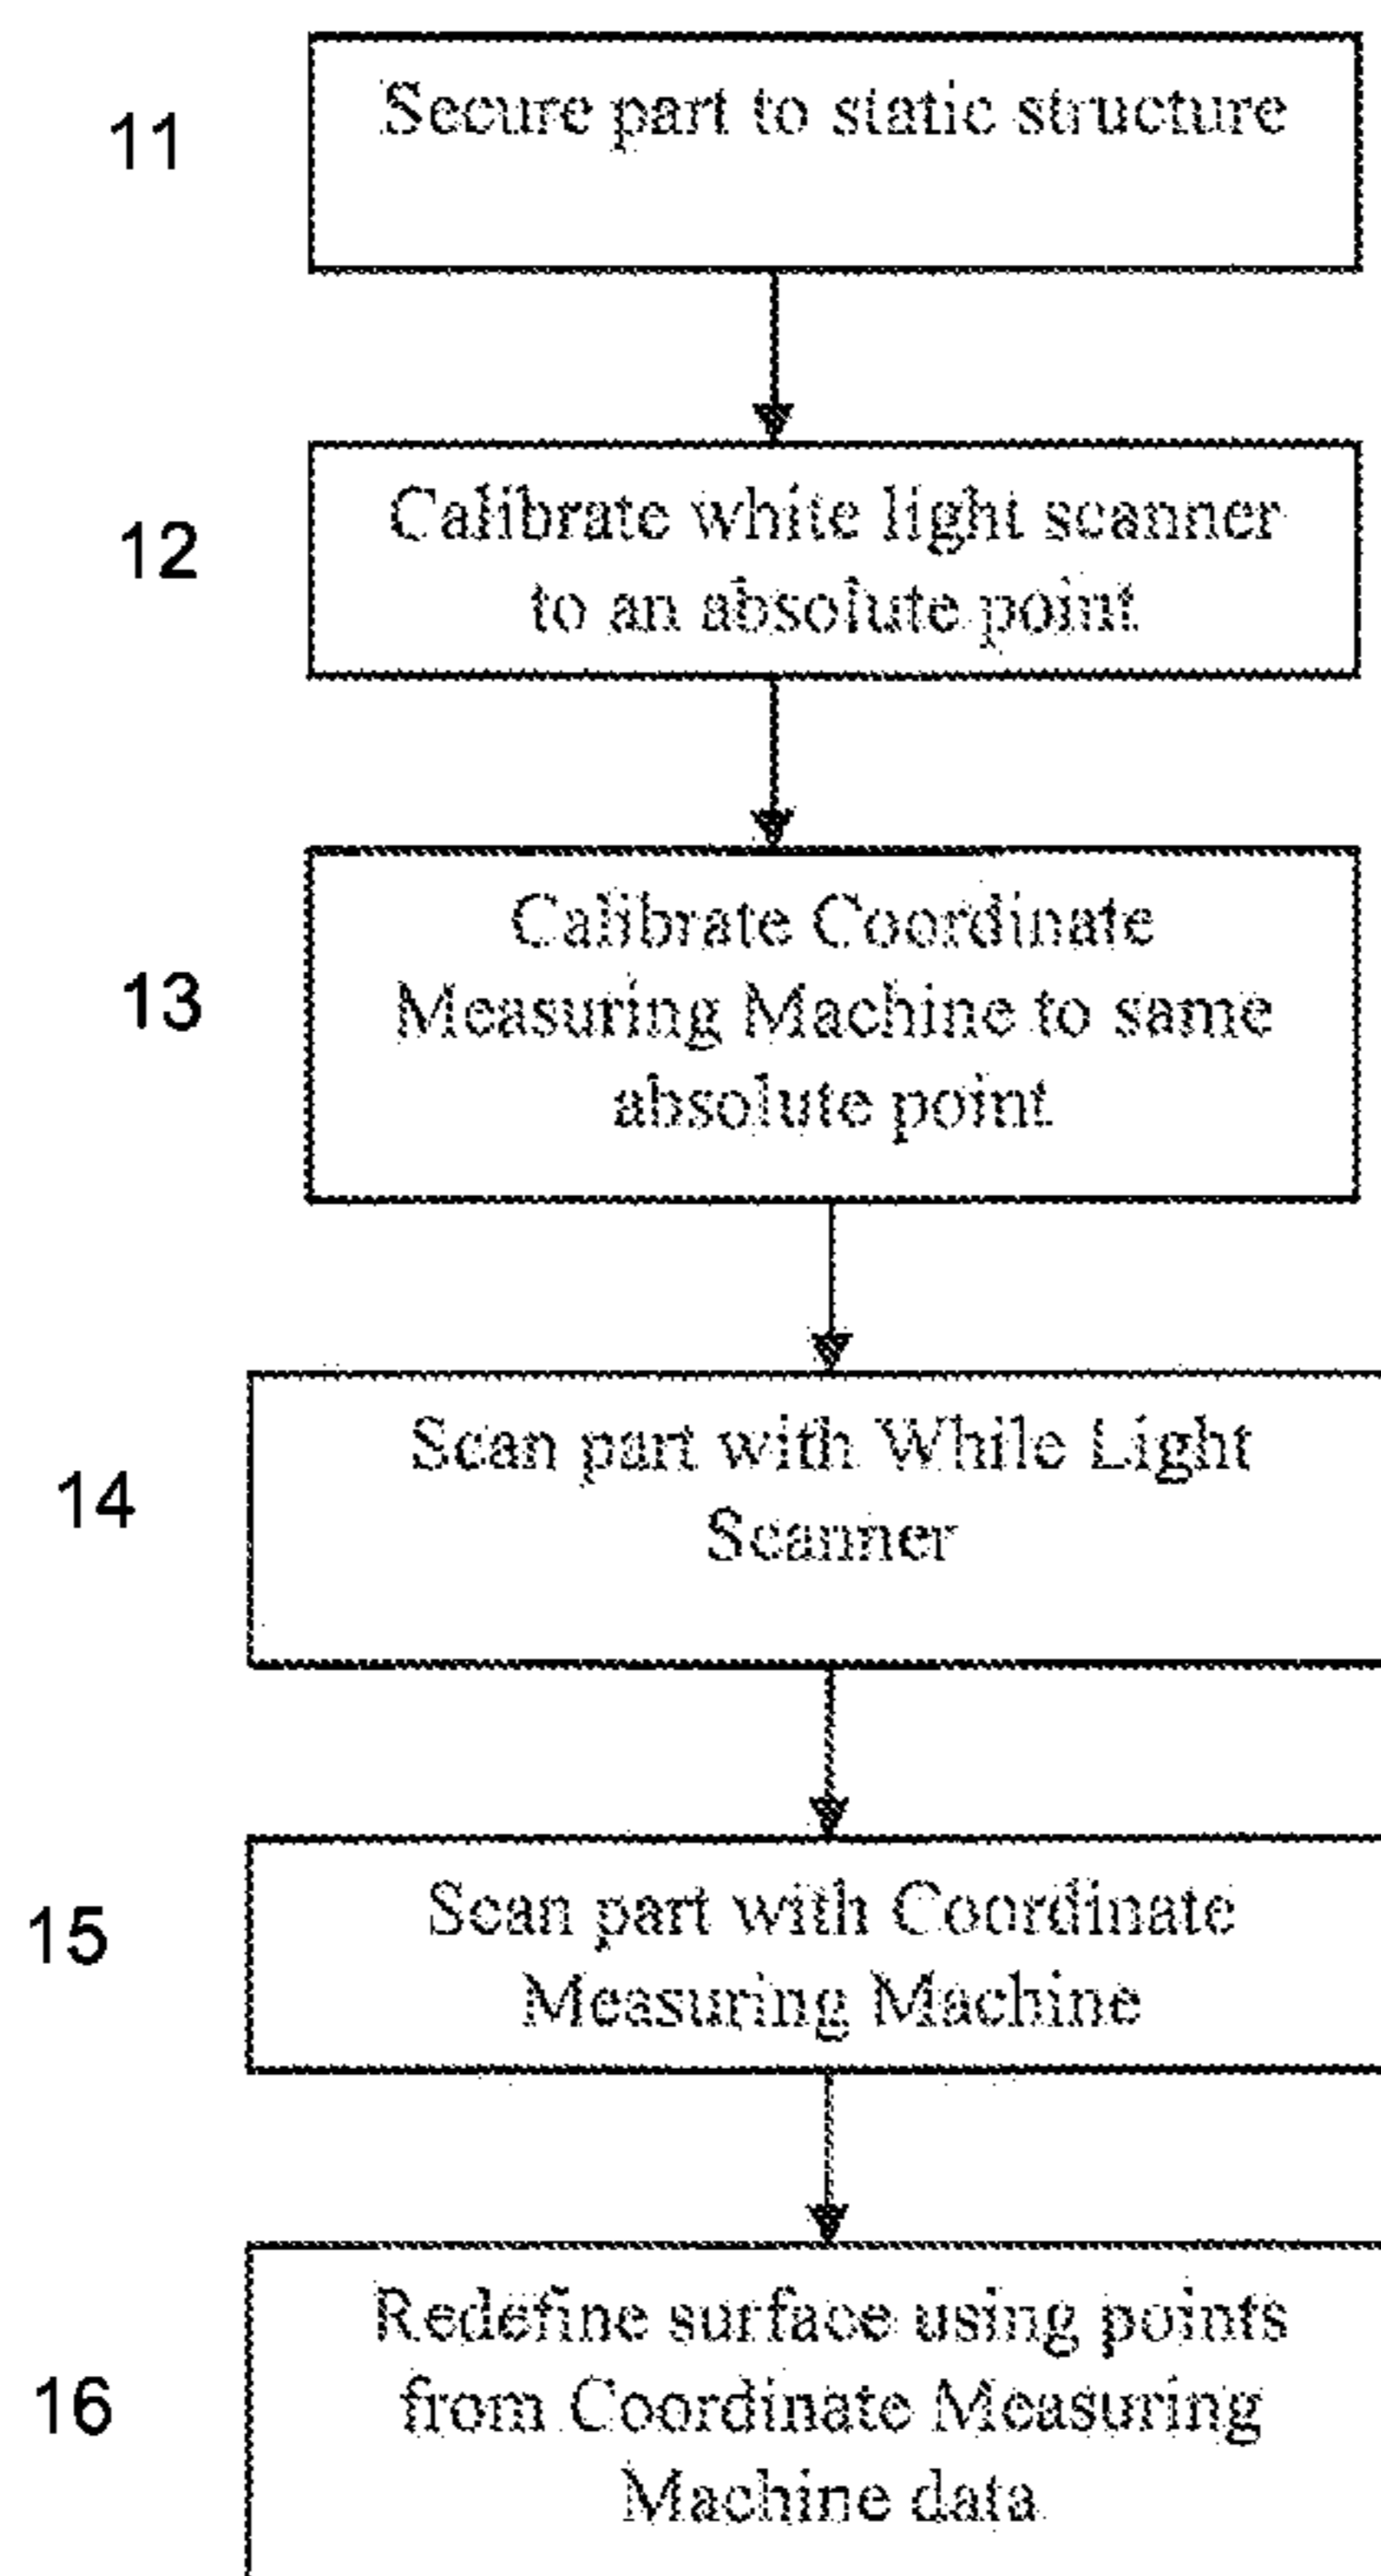 11
Secure part to static structure
12
Calibrate white light scanner
to an absolute point
13
Calibrate Coordinate
Measuring Machine to same
absolute point
14
Scan part with While Light
Scanner
15
Scan part with Coordinate
Measuring Machine
16
Redefine surface using points
from Coordinate Measuring
Machine data